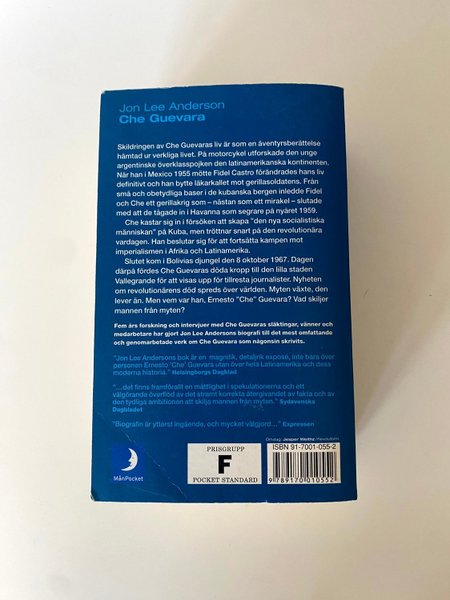 Jon Lee Anderson
Che Guevara
Skildringen av Che Guevaras liv är som en äventyrsberättelse
hämtad ur verkliga livet. På motorcykel utforskade den unge
argentinske överklasspojken den latinamerikanska kontinenten.
När han i Mexico 1955 mötte Fidel Castro förändrades hans liv
definitivt och han bytte läkarkallet mot gerillasoldatens. Från
små och obetydliga baser i de kubanska bergen inledde Fidel
och Che ett gerillakrig som – nästan som ett mirakel – slutade
med att de tågade in i Havanna som segrare på nyåret 1959.
Che kastar sig in i försöken att skapa "den nya socialistiska
människan" på Kuba, men tröttnar snart på den revolutionära
vardagen. Han beslutar sig för att fortsätta kampen mot
imperialismen i Afrika och Latinamerika.
Slutet kom i Bolivias djungel den 8 oktober 1967. Dagen
därpå fördes Che Guevaras döda kropp till den lilla staden
Vallegrande för att visas upp för tillresta journalister. Nyheten
om revolutionärens död spreds över världen. Myten växte, den
lever än. Men vem var han, Ernesto "Che" Guevara? Vad skiljer
mannen från myten?
Fem års forskning och intervjuer med Che Guevaras släktingar, vänner och
medarbetare har gjort Jon Lee Andersons biografi till det mest omfattande
och genomarbetade verk om Che Guevara som någonsin skrivits.
"Jon Lee Andersons bok är en magnifik, detaljrik exposé, inte bara över
personen Ernesto 'Che' Guevara utan över hela Latinamerika och dess
moderna historia." Helsingborgs Dagblad
"...det finns framförallt en måttlighet i spekulationerna och ett
välgörande överflöd av det stramt korrekta återgivandet av fakta och av
den tydliga ambitionen att skilja mannen från myten." Sydsvenska
Dagbladet
"Biografin är ytterst ingående, och mycket välgjord..." Expressen
Omslag: Jesper Weithz/Revolutions
MånPocket
PRISGRUPP
F
POCKET STANDARD
ISBN 91-7001-055-2
9 789170 010552